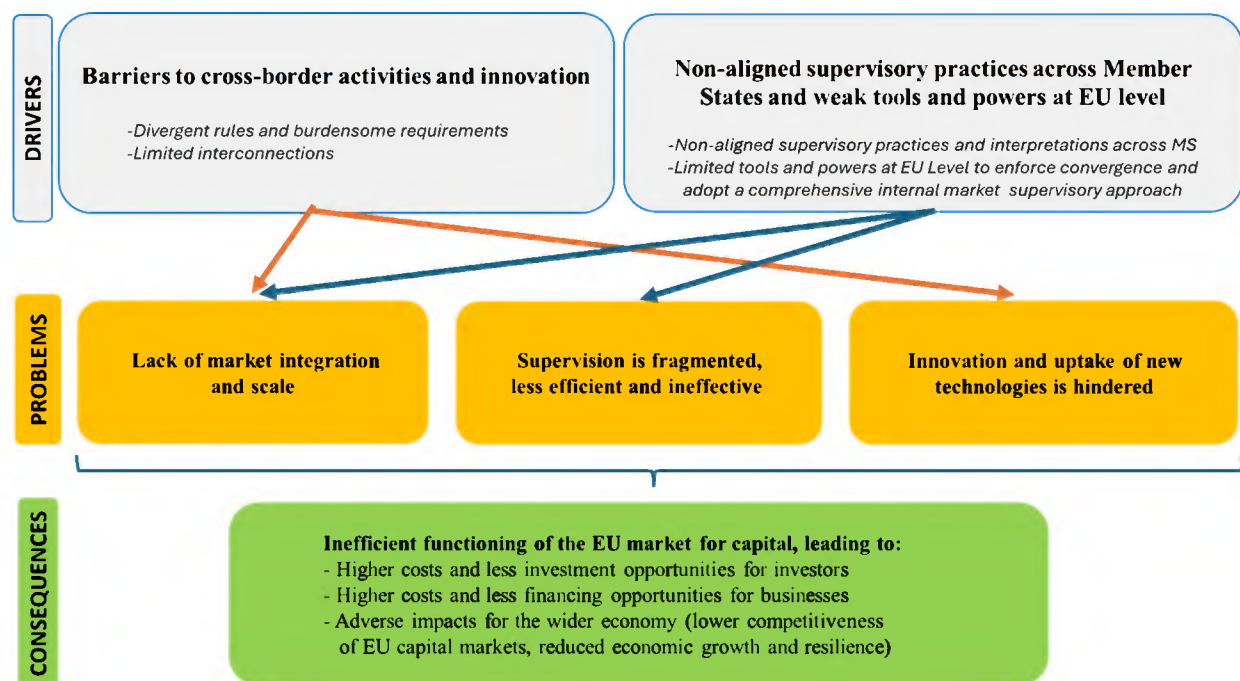 DRIVERS
Barriers to cross-border activities and innovation
-Divergent rules and burdensome requirements
-Limited interconnections
Non-aligned supervisory practices across Member
States and weak tools and powers at EU level
-Non-aligned supervisory practices and interpretations across MS
-Limited tools and powers at EU Level to enforce convergence and
adopt a comprehensive internal market supervisory approach
PROBLEMS
Lack of market integration
and scale
Supervision is fragmented,
less efficient and ineffective
Innovation and uptake of new
technologies is hindered
CONSEQUENCES
Inefficient functioning of the EU market for capital, leading to:
- Higher costs and less investment opportunities for investors
- Higher costs and less financing opportunities for businesses
- Adverse impacts for the wider economy (lower competitiveness
of EU capital markets, reduced economic growth and resilience)